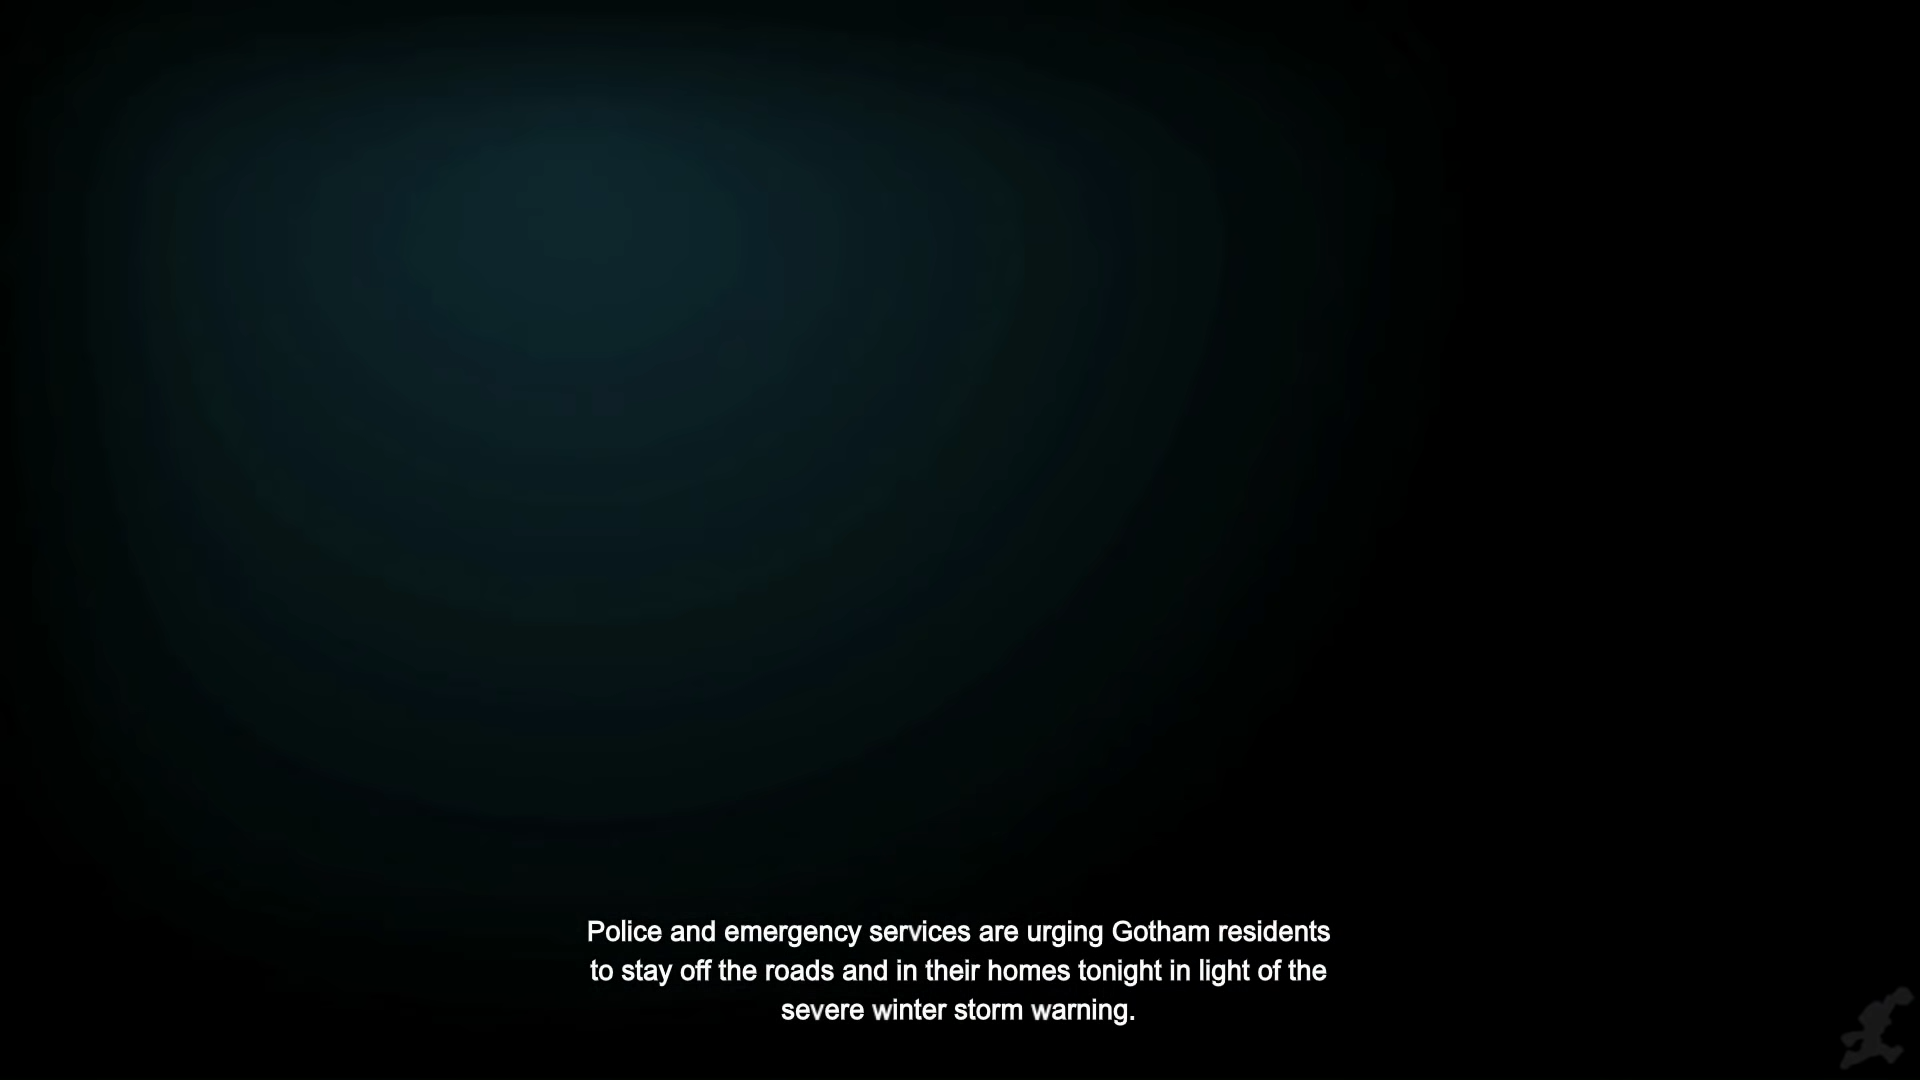 Police and emergency services are urging Gotham residents
to stay off the roads and in their homes tonight in light of the
severe winter storm warning.